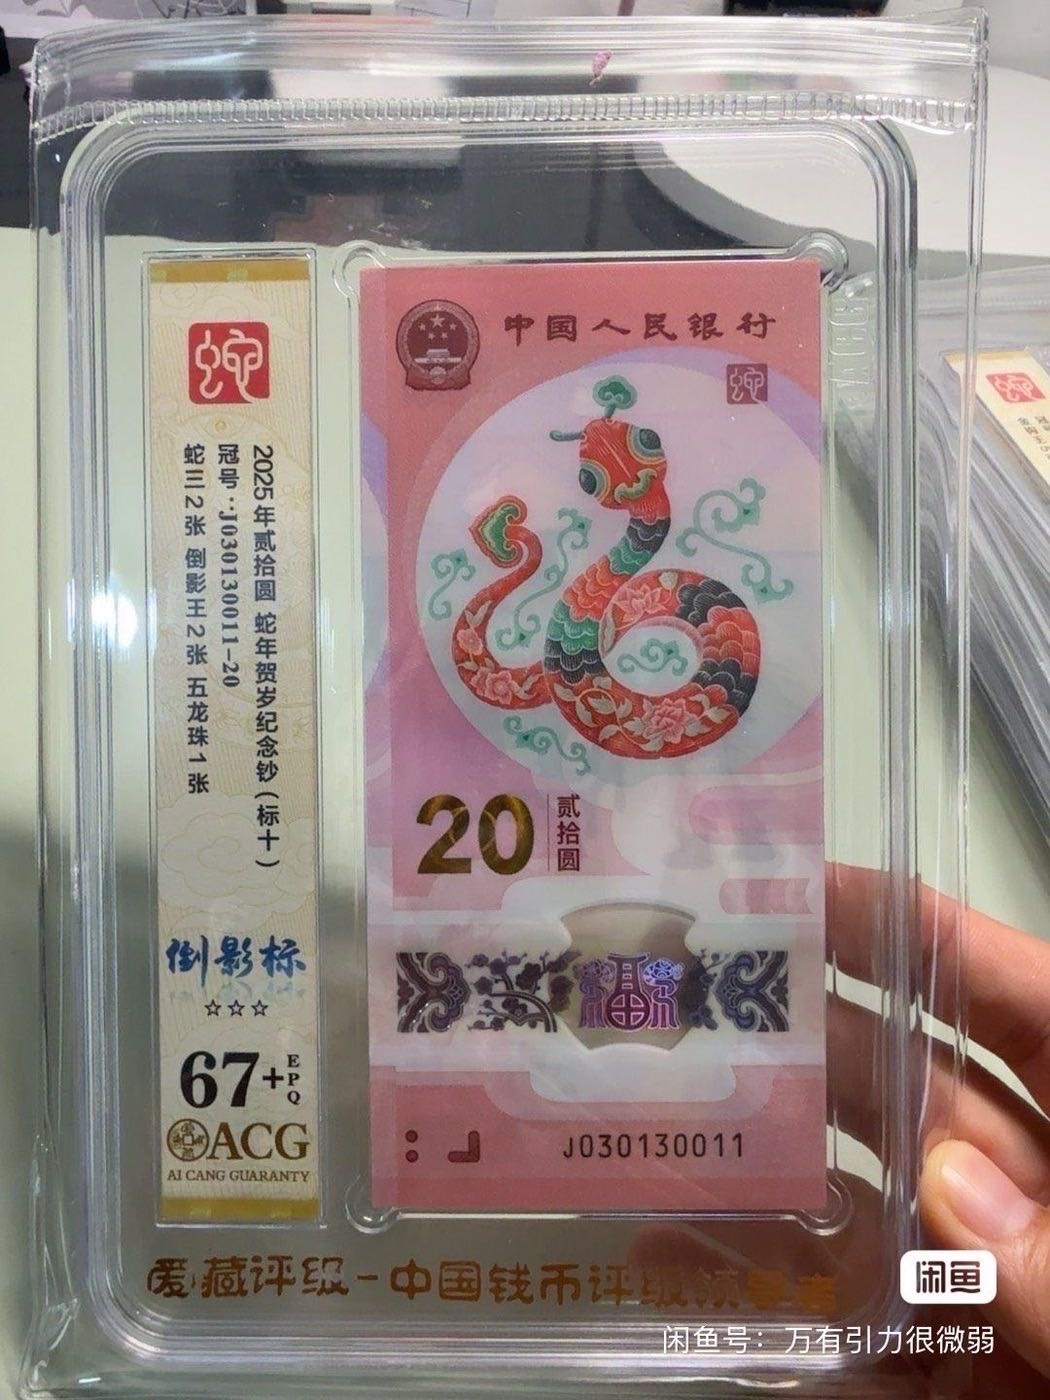 蛇
2025年贰拾圆 蛇年贺岁纪念钞(标十)
冠号:J030130011-20
蛇三2张 倒影王2张 五龙珠1张
倒影标
☆☆☆
67+EPQ
ACG
AI CANG GUARANTY
中国人民银行
蛇
20 贰拾圆
福
J030130011
爱藏评级-中国钱币评级领导者
蛇
闲鱼
闲鱼号:万有引力很微弱